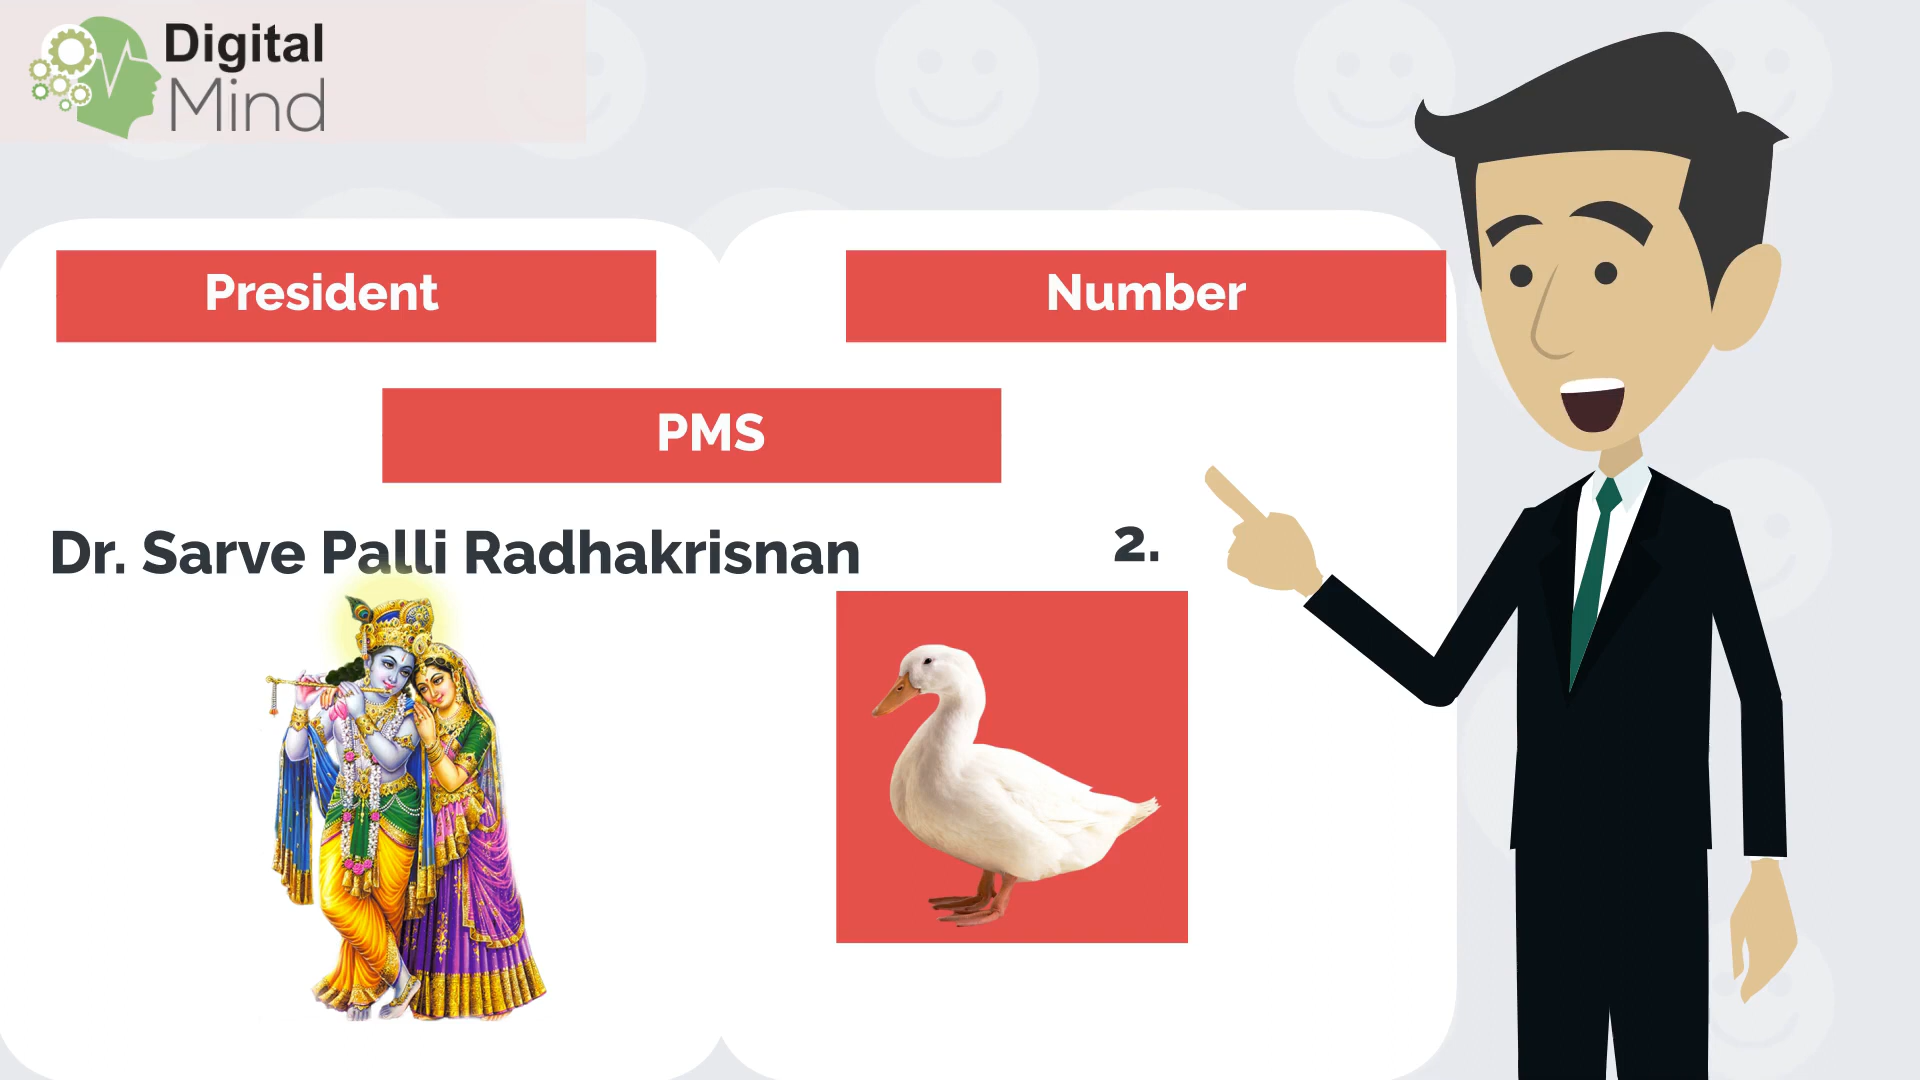 Digital
Mind
President
Number
PMS
Dr. Sarve Palli Radhakrisnan
2.